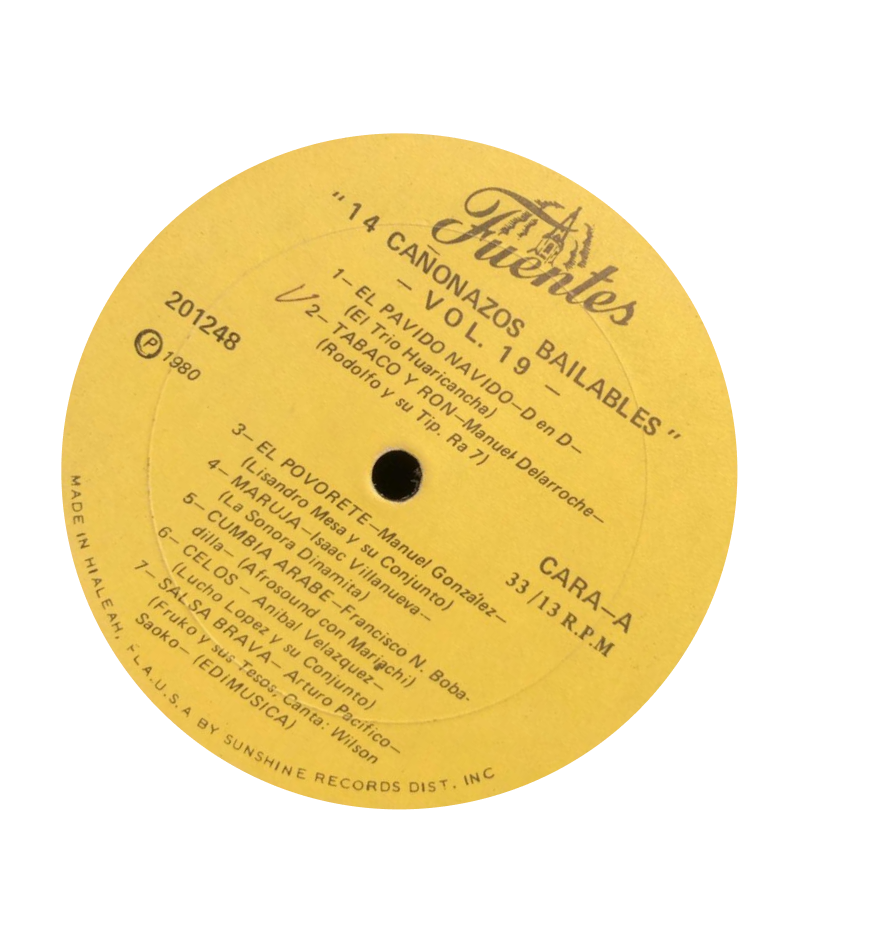 Fuentes
"14 CAÑONAZOS BAILABLES"
— VOL. 19 —
201248
Ⓟ 1980
1— EL PAVIDO NAVIDO—D en D—
(El Trio Huaricancha)
2— TABACO Y RON—Manuel Delarroche—
(Rodolfo y su Tip. Ra 7)
3— EL POVORETE—Manuel González—
(Lisandro Mesa y su Conjunto)
4— MARUJA—Isaac Villanueva—
(La Sonora Dinamita)
5— CUMBIA ARABE—Francisco N. Boba-
dilla— (Afrosound con Mariachi)
6— CELOS — Anibal Velazquez—
(Lucho Lopez y su Conjunto)
7— SALSA BRAVA— Arturo Pacifico—
(Fruko y sus Tesos, Canta: Wilson
Saoko— (EDIMUSICA)
CARA—A
33 /13 R.P.M
MADE IN HIALEAH, FLA.U.S.A BY SUNSHINE RECORDS DIST. INC